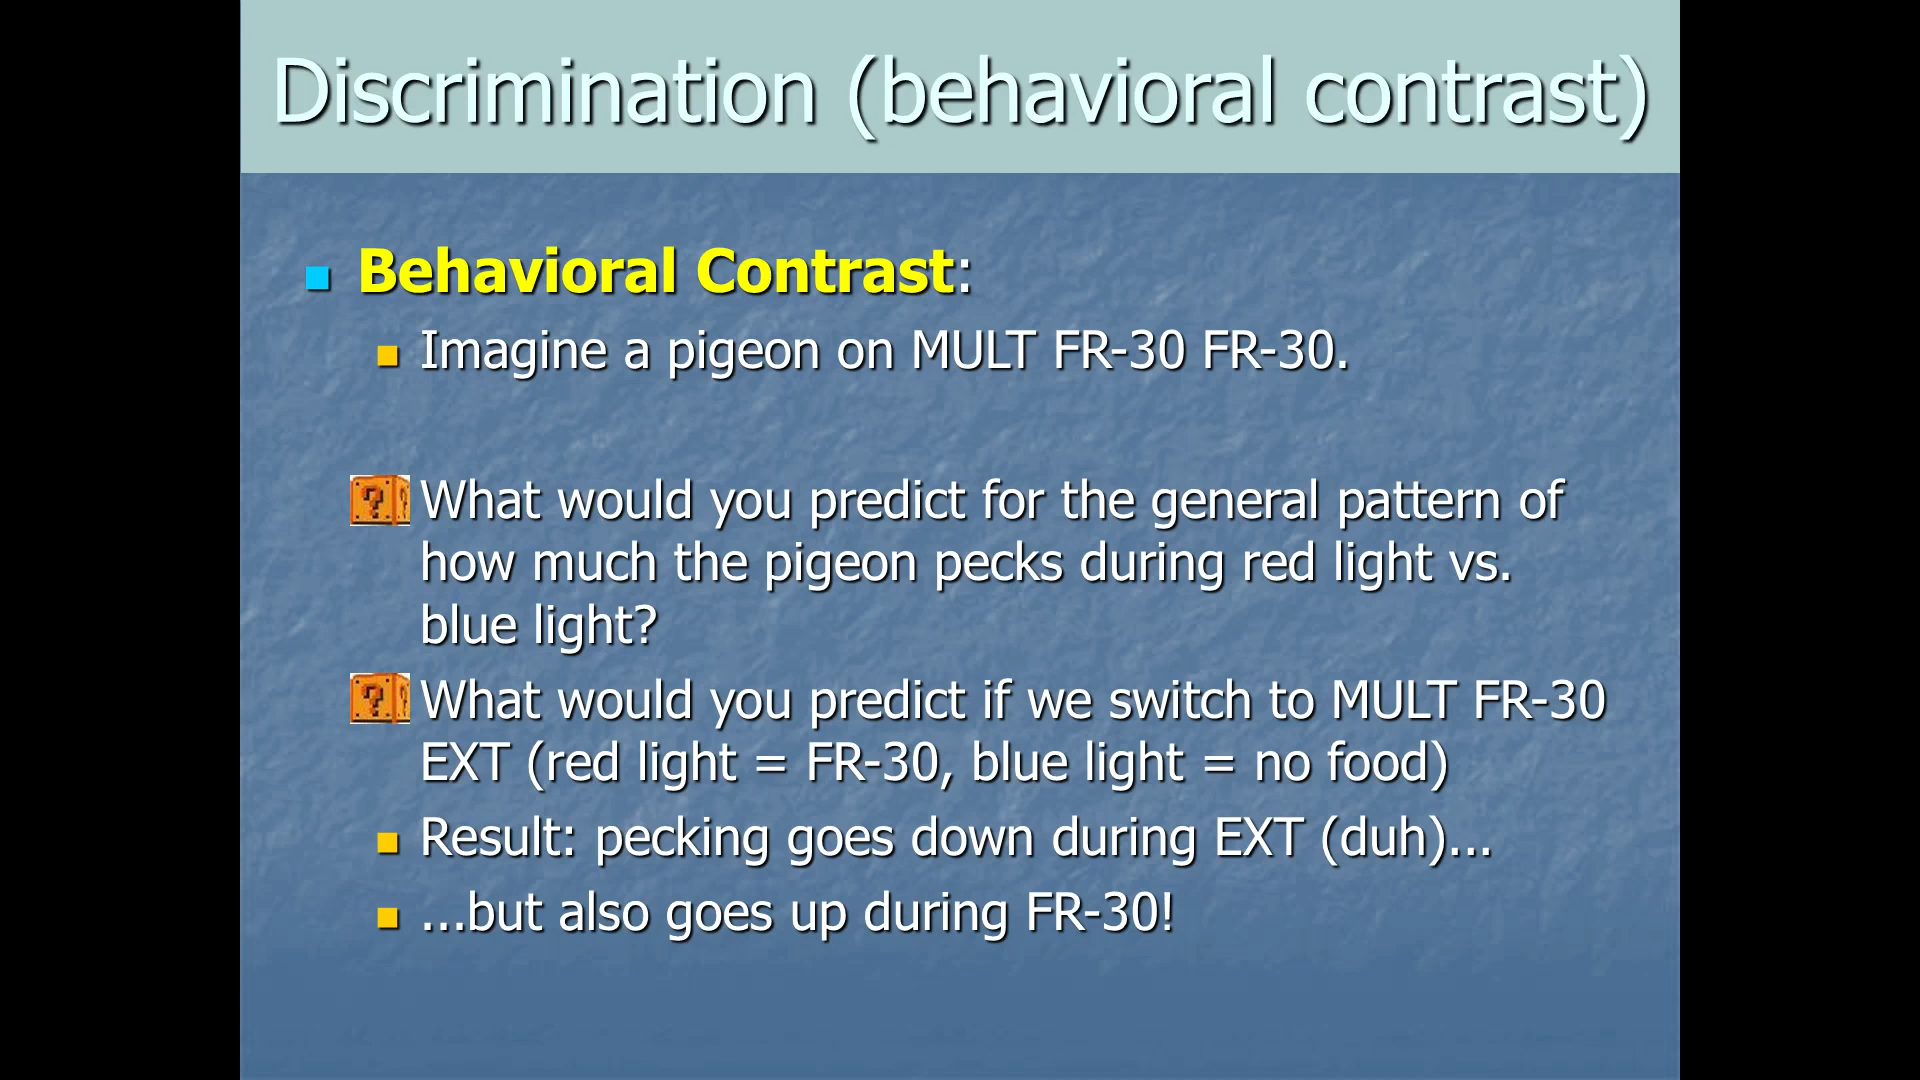 Discrimination (behavioral contrast)
Behavioral Contrast:
Imagine a pigeon on MULT FR-30 FR-30.
What would you predict for the general pattern of
how much the pigeon pecks during red light vs.
blue light?
What would you predict if we switch to MULT FR-30
EXT (red light = FR-30, blue light = no food)
Result: pecking goes down during EXT (duh)...
...but also goes up during FR-30!